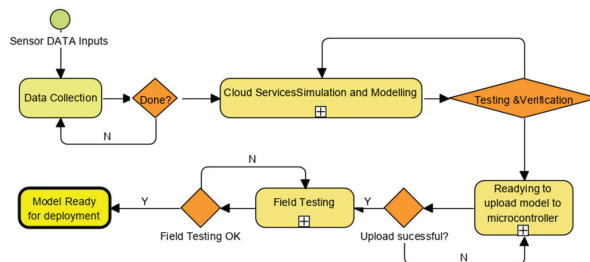 Sensor DATA Inputs
Data Collection
Done?
N
Cloud ServicesSimulation and Modelling
Testing &Verification
Readying to
upload model to
microcontroller
Upload sucessful?
N
Y
Field Testing
N
Field Testing OK
Y
Model Ready
for deployment